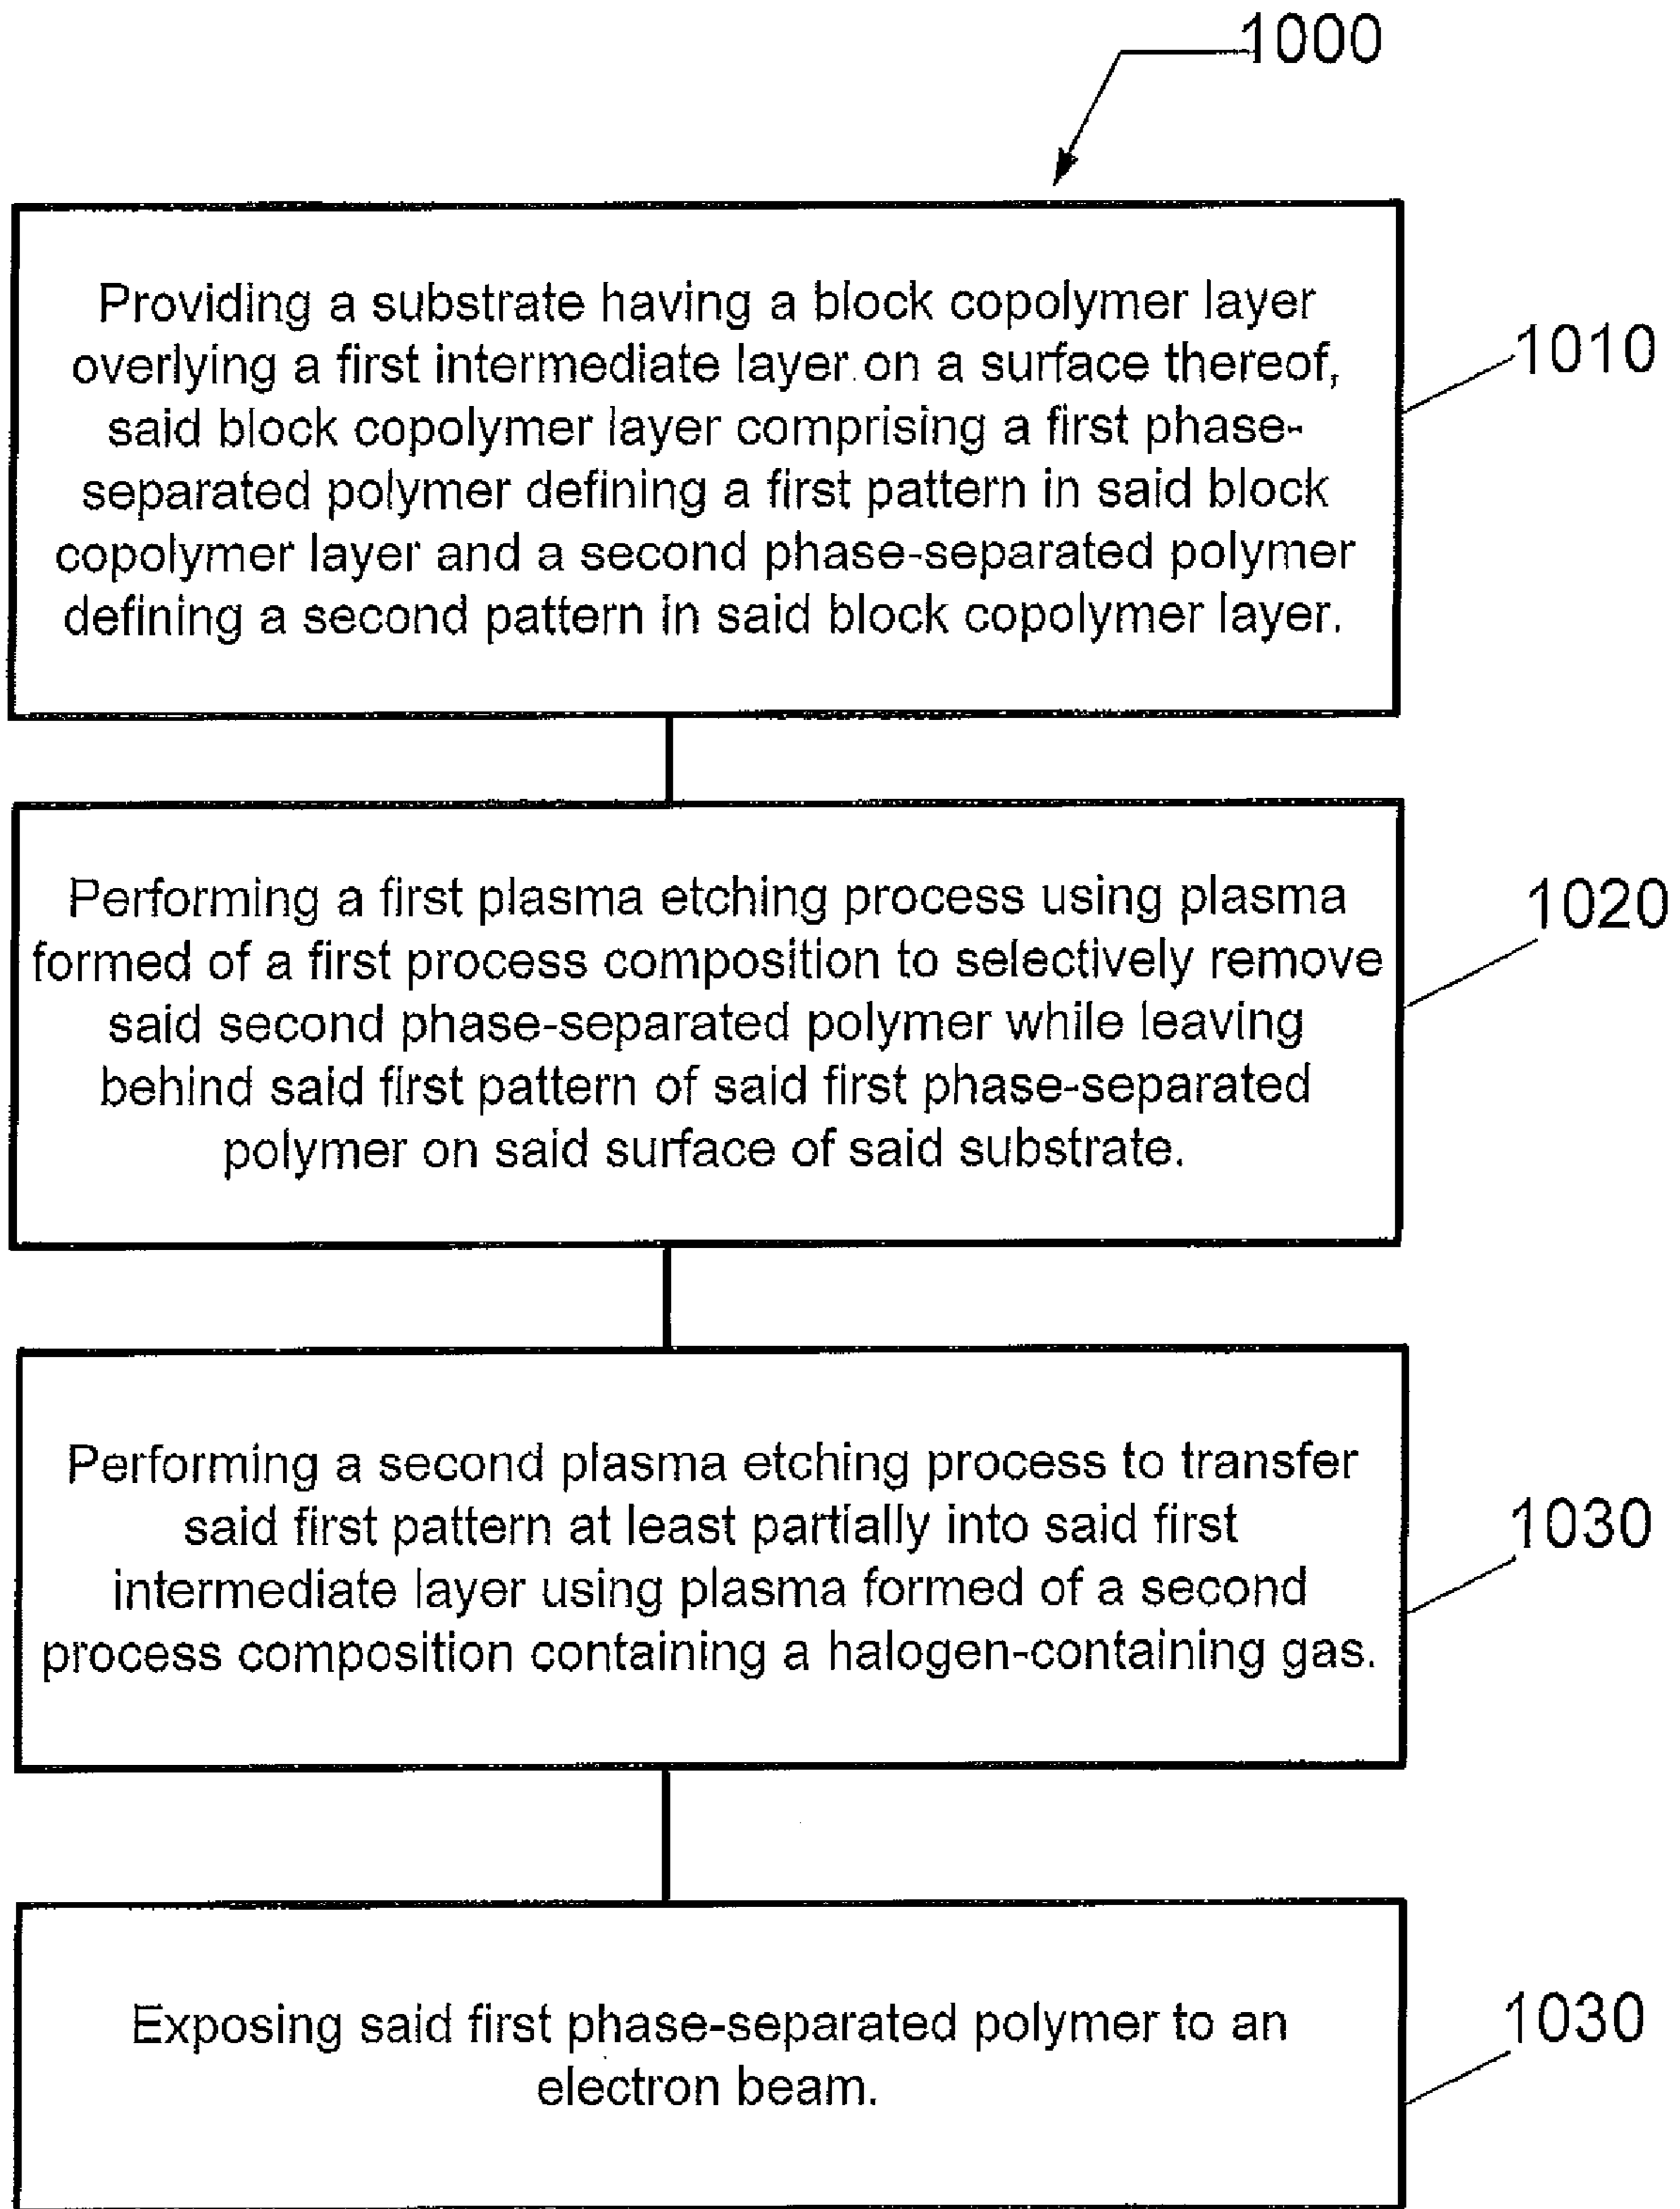 1000
Providing a substrate having a block copolymer layer
overlying a first intermediate layer on a surface thereof,
said block copolymer layer comprising a first phase-
separated polymer defining a first pattern in said block
copolymer layer and a second phase-separated polymer
defining a second pattern in said block copolymer layer.
1010
Performing a first plasma etching process using plasma
formed of a first process composition to selectively remove
said second phase-separated polymer while leaving
behind said first pattern of said first phase-separated
polymer on said surface of said substrate.
1020
Performing a second plasma etching process to transfer
said first pattern at least partially into said first
intermediate layer using plasma formed of a second
process composition containing a halogen-containing gas.
1030
Exposing said first phase-separated polymer to an
electron beam.
1030